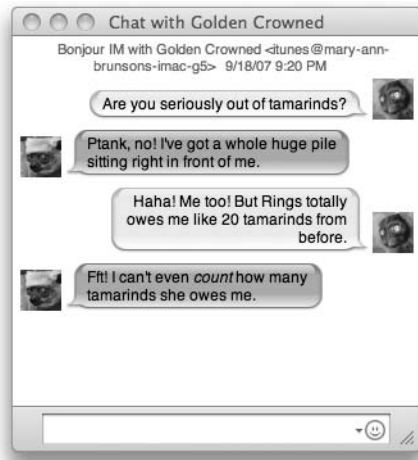 Chat with Golden Crowned
Bonjour IM with Golden Crowned <itunes@mary-ann-
brunsons-imac-g5> 9/18/07 9:20 PM
Are you seriously out of tamarinds?
Ptank, no! I've got a whole huge pile
sitting right in front of me.
Haha! Me too! But Rings totally
owes me like 20 tamarinds from
before.
Fft! I can't even count how many
tamarinds she owes me.